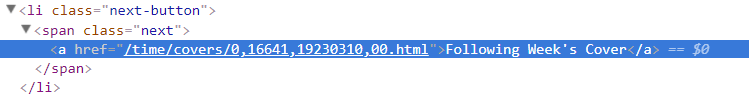 ▼<li class="next-button">
▼<span class="next">
<a href="/time/covers/0,16641,19230310,00.html">Following Week's Cover</a> == $0
</span>
</li>